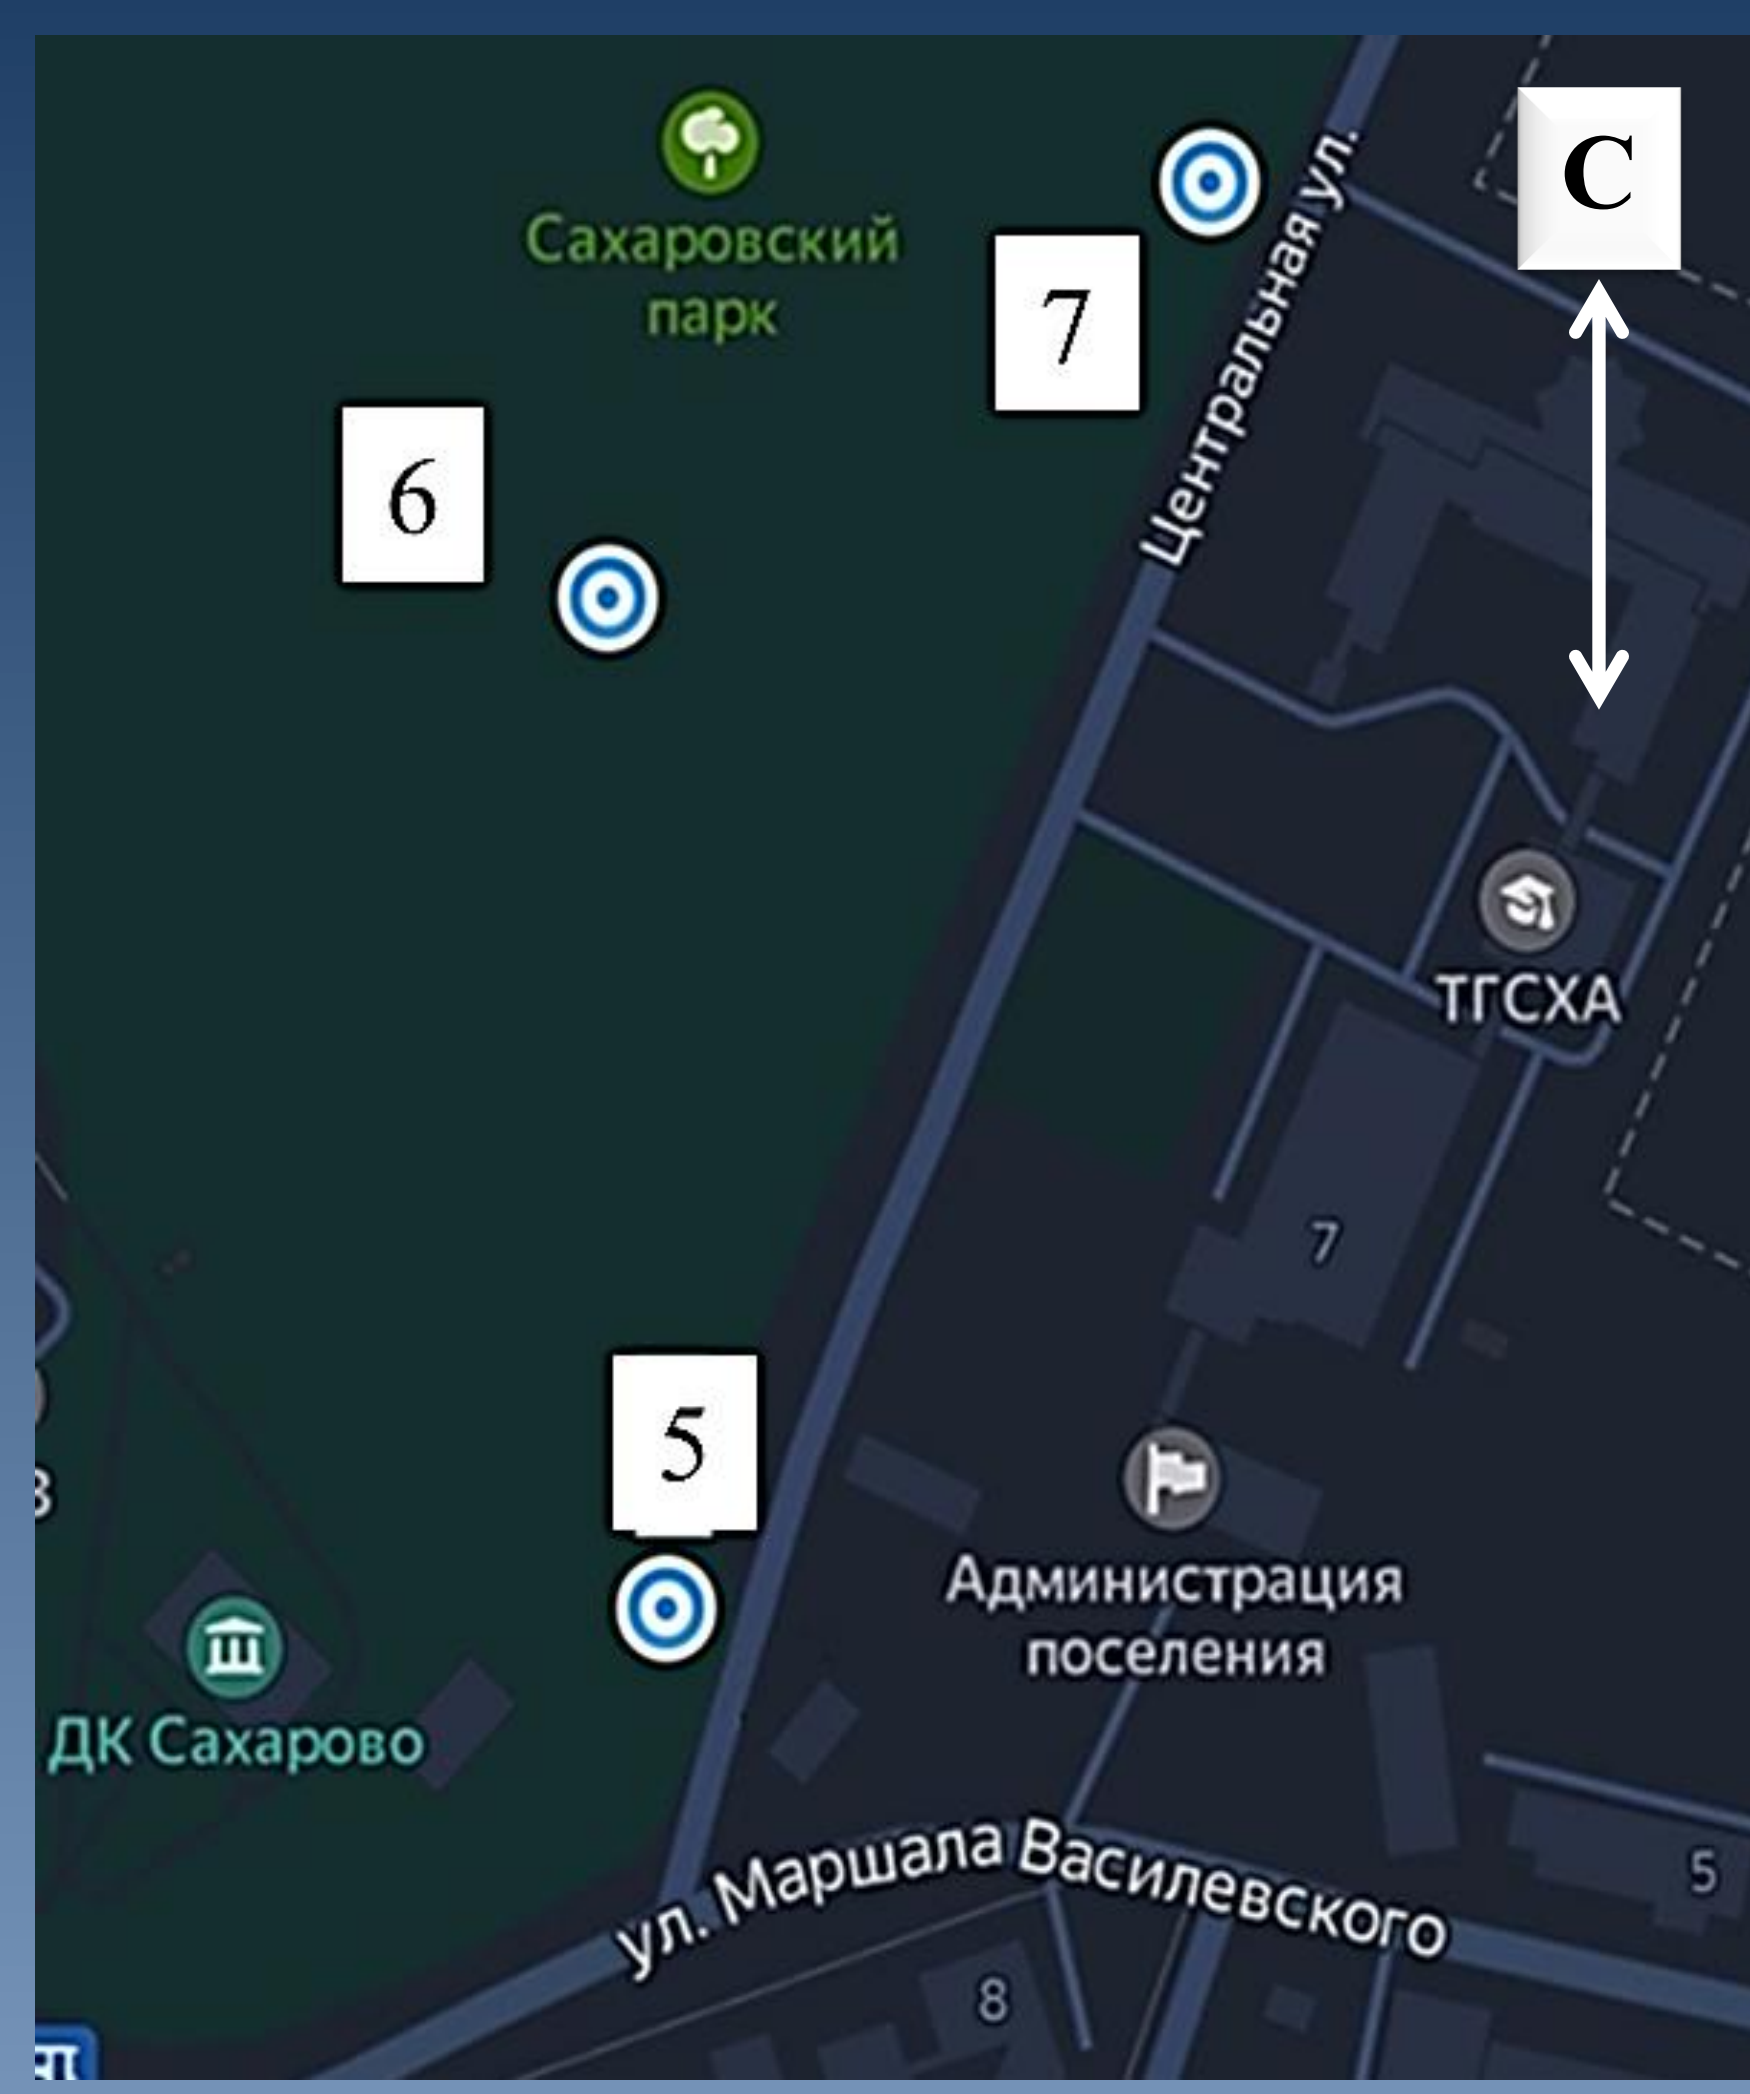 С
Сахаровский
парк
7
Центральная ул.
6
ТГСХА
7
5
Администрация
поселения
ДК Сахарово
ул. Маршала Василевского
5
8